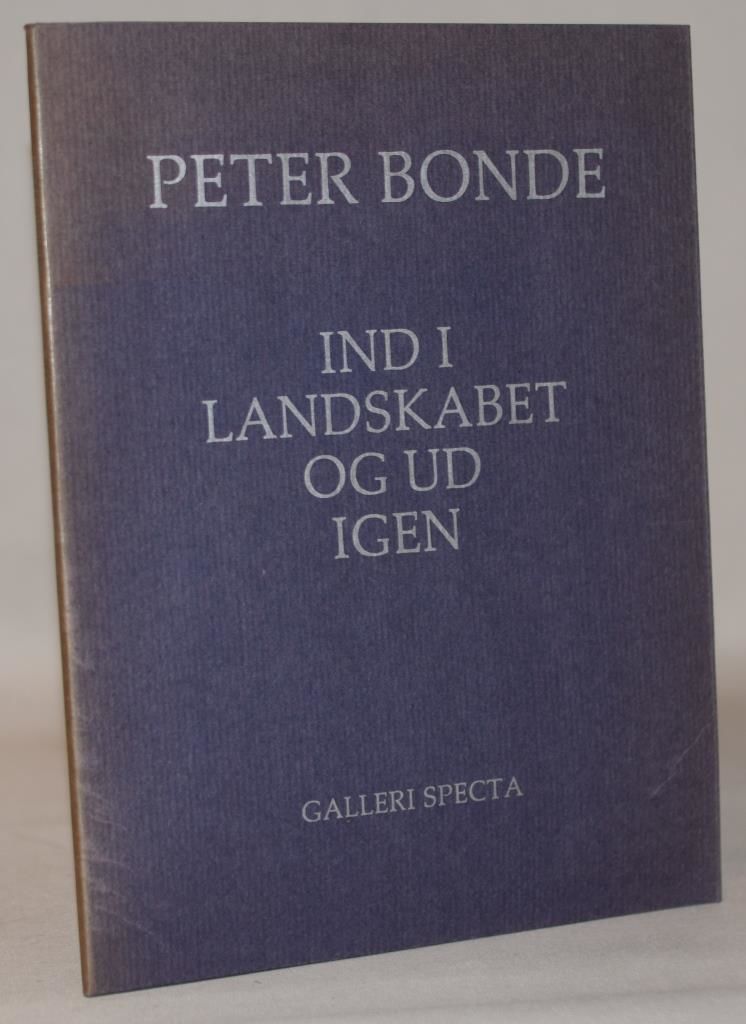 PETER BONDE
IND I
LANDSKABET
OG UD
IGEN
GALLERI SPECTA